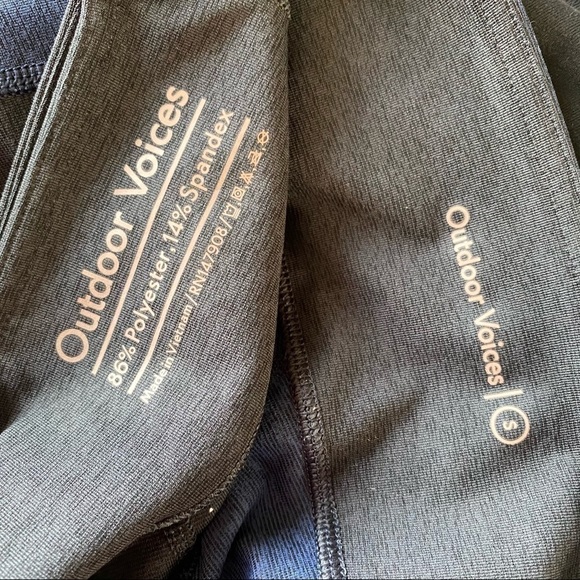 Outdoor Voices
86% Polyester, 14% Spandex
Made in Vietnam / RN147908 /
Outdoor Voices | S